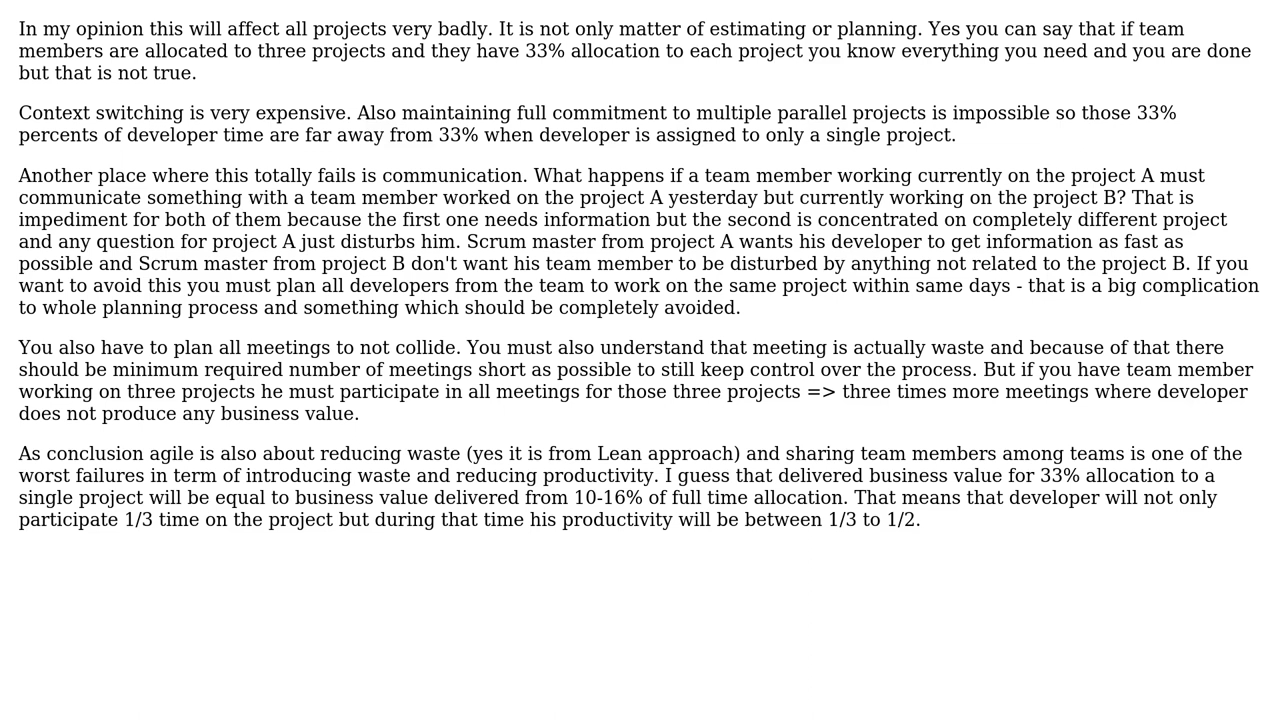 In my opinion this will affect all projects very badly. It is not only matter of estimating or planning. Yes you can say that if team
members are allocated to three projects and they have 33% allocation to each project you know everything you need and you are done
but that is not true.
Context switching is very expensive. Also maintaining full commitment to multiple parallel projects is impossible so those 33%
percents of developer time are far away from 33% when developer is assigned to only a single project.
Another place where this totally fails is communication. What happens if a team member working currently on the project A must
communicate something with a team member worked on the project A yesterday but currently working on the project B? That is
impediment for both of them because the first one needs information but the second is concentrated on completely different project
and any question for project A just disturbs him. Scrum master from project A wants his developer to get information as fast as
possible and Scrum master from project B don't want his team member to be disturbed by anything not related to the project B. If you
want to avoid this you must plan all developers from the team to work on the same project within same days - that is a big complication
to whole planning process and something which should be completely avoided.
You also have to plan all meetings to not collide. You must also understand that meeting is actually waste and because of that there
should be minimum required number of meetings short as possible to still keep control over the process. But if you have team member
working on three projects he must participate in all meetings for those three projects => three times more meetings where developer
does not produce any business value.
As conclusion agile is also about reducing waste (yes it is from Lean approach) and sharing team members among teams is one of the
worst failures in term of introducing waste and reducing productivity. I guess that delivered business value for 33% allocation to a
single project will be equal to business value delivered from 10-16% of full time allocation. That means that developer will not only
participate 1/3 time on the project but during that time his productivity will be between 1/3 to 1/2.